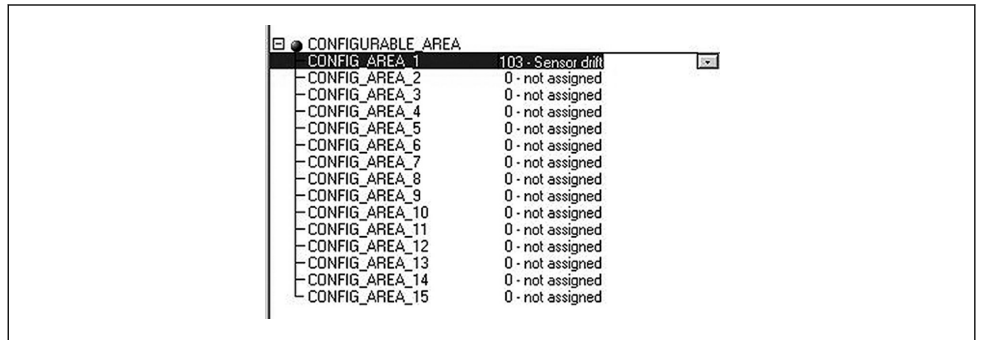 CONFIGURABLE_AREA
CONFIG_AREA_1 103 - Sensor drift
CONFIG_AREA_2 0 - not assigned
CONFIG_AREA_3 0 - not assigned
CONFIG_AREA_4 0 - not assigned
CONFIG_AREA_5 0 - not assigned
CONFIG_AREA_6 0 - not assigned
CONFIG_AREA_7 0 - not assigned
CONFIG_AREA_8 0 - not assigned
CONFIG_AREA_9 0 - not assigned
CONFIG_AREA_10 0 - not assigned
CONFIG_AREA_11 0 - not assigned
CONFIG_AREA_12 0 - not assigned
CONFIG_AREA_13 0 - not assigned
CONFIG_AREA_14 0 - not assigned
CONFIG_AREA_15 0 - not assigned